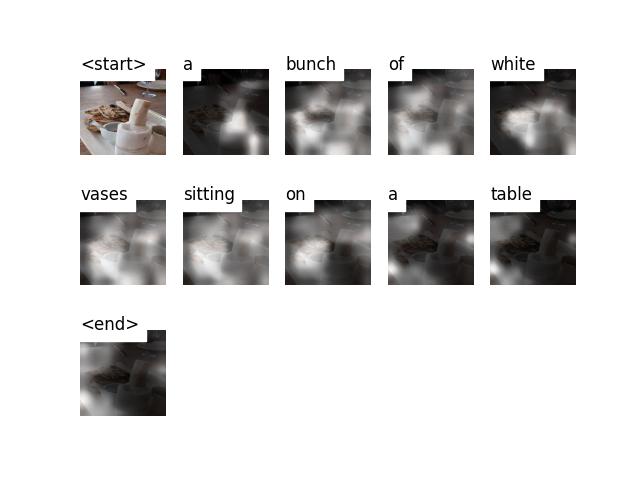 <start> a bunch of white
vases sitting on a table
<end>